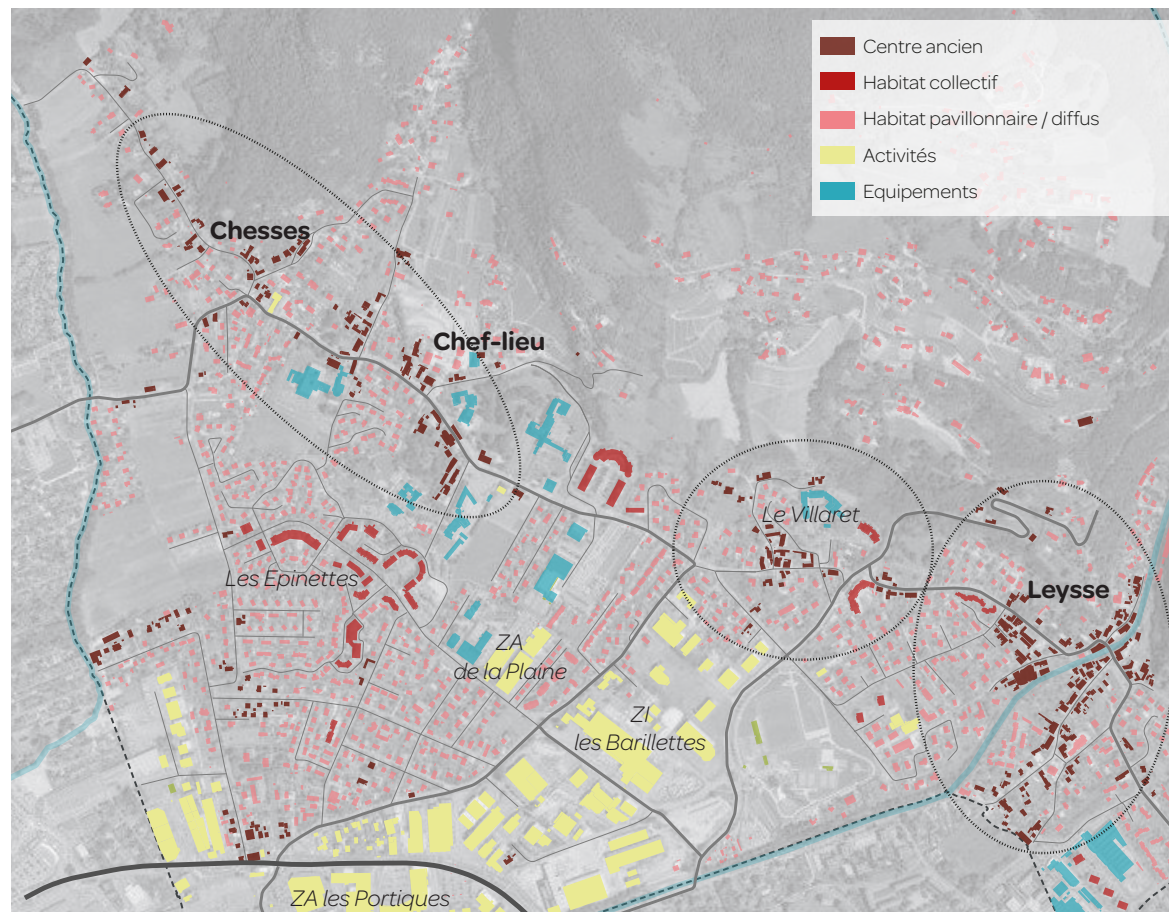 Centre ancien
Habitat collectif
Habitat pavillonnaire / diffus
Activités
Equipements
Chesses
Chef-lieu
Le Villaret
Les Epinettes
Leysse
ZA
de la Plaine
ZI
les Barillettes
ZA les Portiques